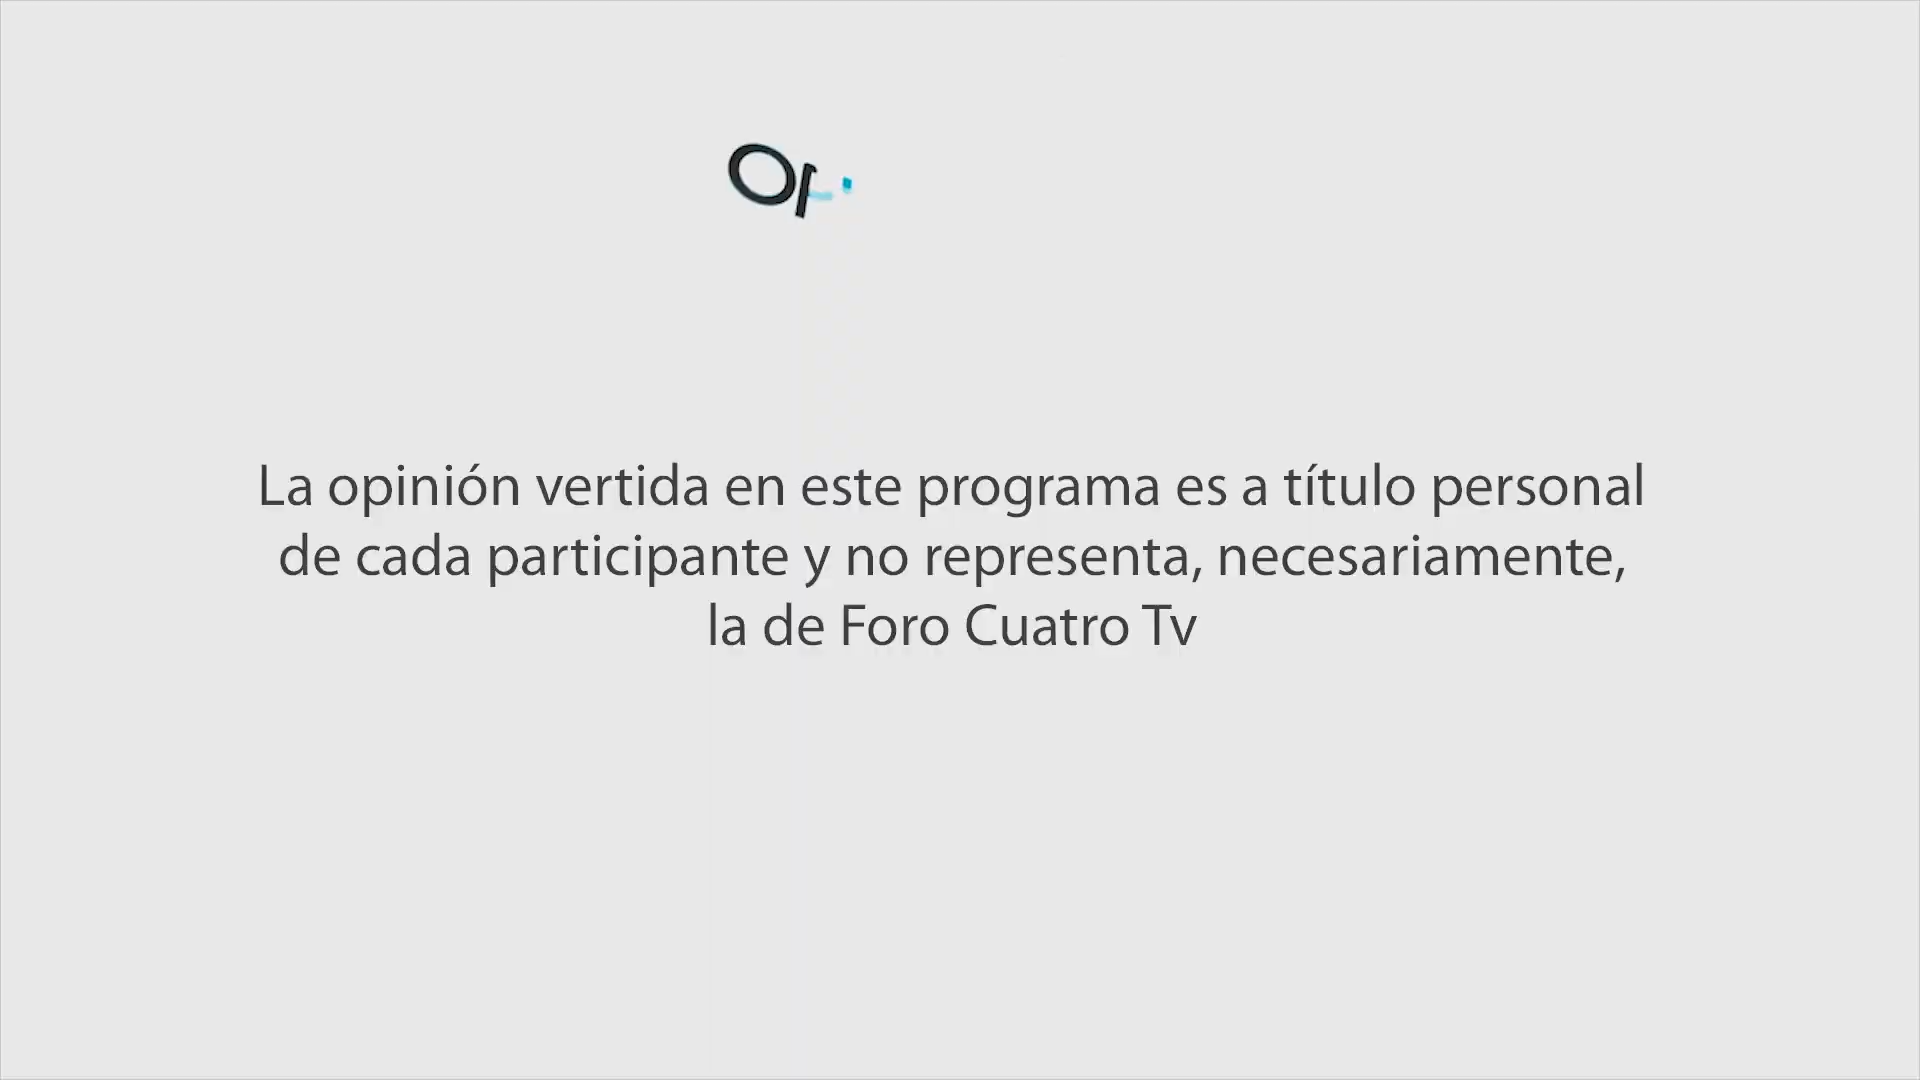 La opinión vertida en este programa es a título personal
de cada participante y no representa, necesariamente,
la de Foro Cuatro Tv